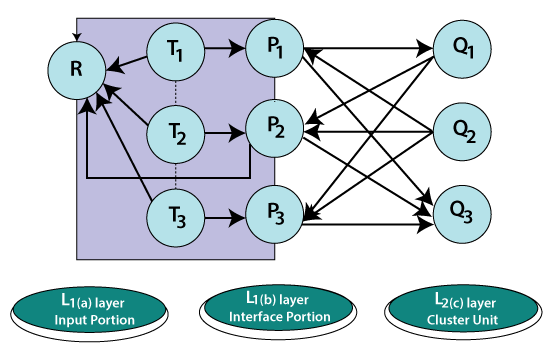 R
T1
P1
Q1
T2
P2
Q2
T3
P3
Q3
L1(a) layer
Input Portion
L1(b) layer
Interface Portion
L2(c) layer
Cluster Unit